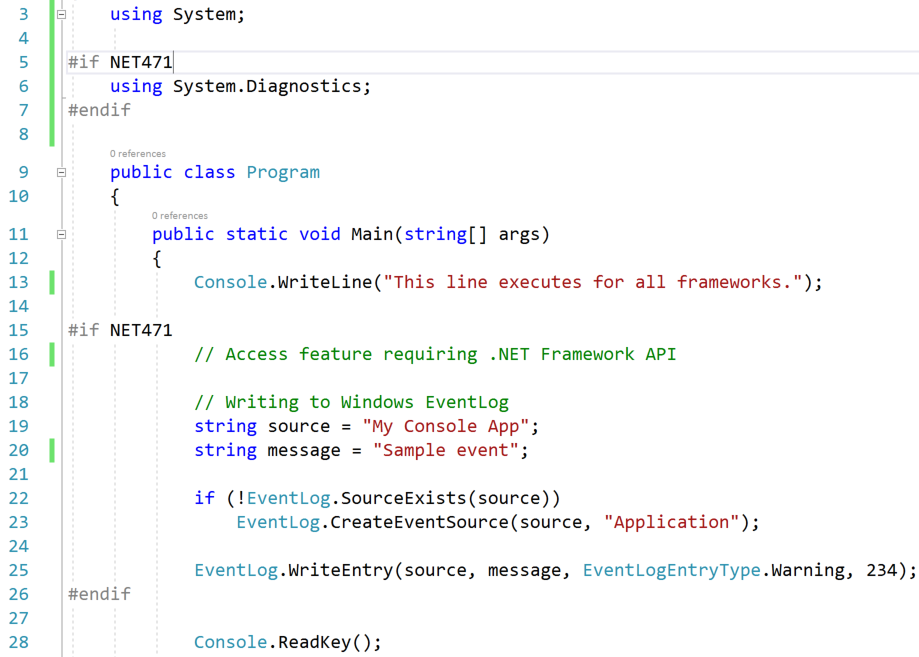 3 using System;
4
5 #if NET471
6 using System.Diagnostics;
7 #endif
8
0 references
9 public class Program
10 {
0 references
11 public static void Main(string[] args)
12 {
13 Console.WriteLine("This line executes for all frameworks.");
14
15 #if NET471
16 // Access feature requiring .NET Framework API
17
18 // Writing to Windows EventLog
19 string source = "My Console App";
20 string message = "Sample event";
21
22 if (!EventLog.SourceExists(source))
23 EventLog.CreateEventSource(source, "Application");
24
25 EventLog.WriteEntry(source, message, EventLogEntryType.Warning, 234);
26 #endif
27
28 Console.ReadKey();